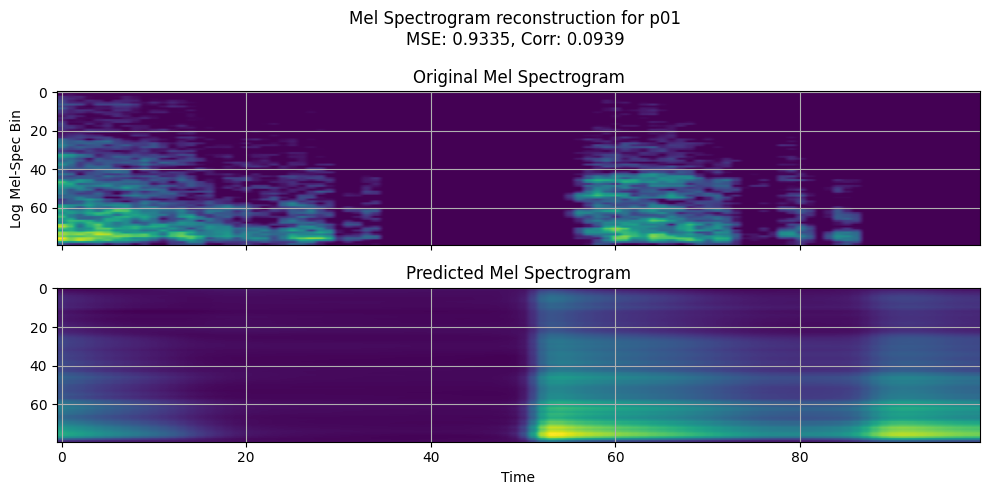 Mel Spectrogram reconstruction for p01
MSE: 0.9335, Corr: 0.0939
Original Mel Spectrogram
0
20
40
60
Log Mel-Spec Bin
Predicted Mel Spectrogram
0
20
40
60
0 20 40 60 80
Time